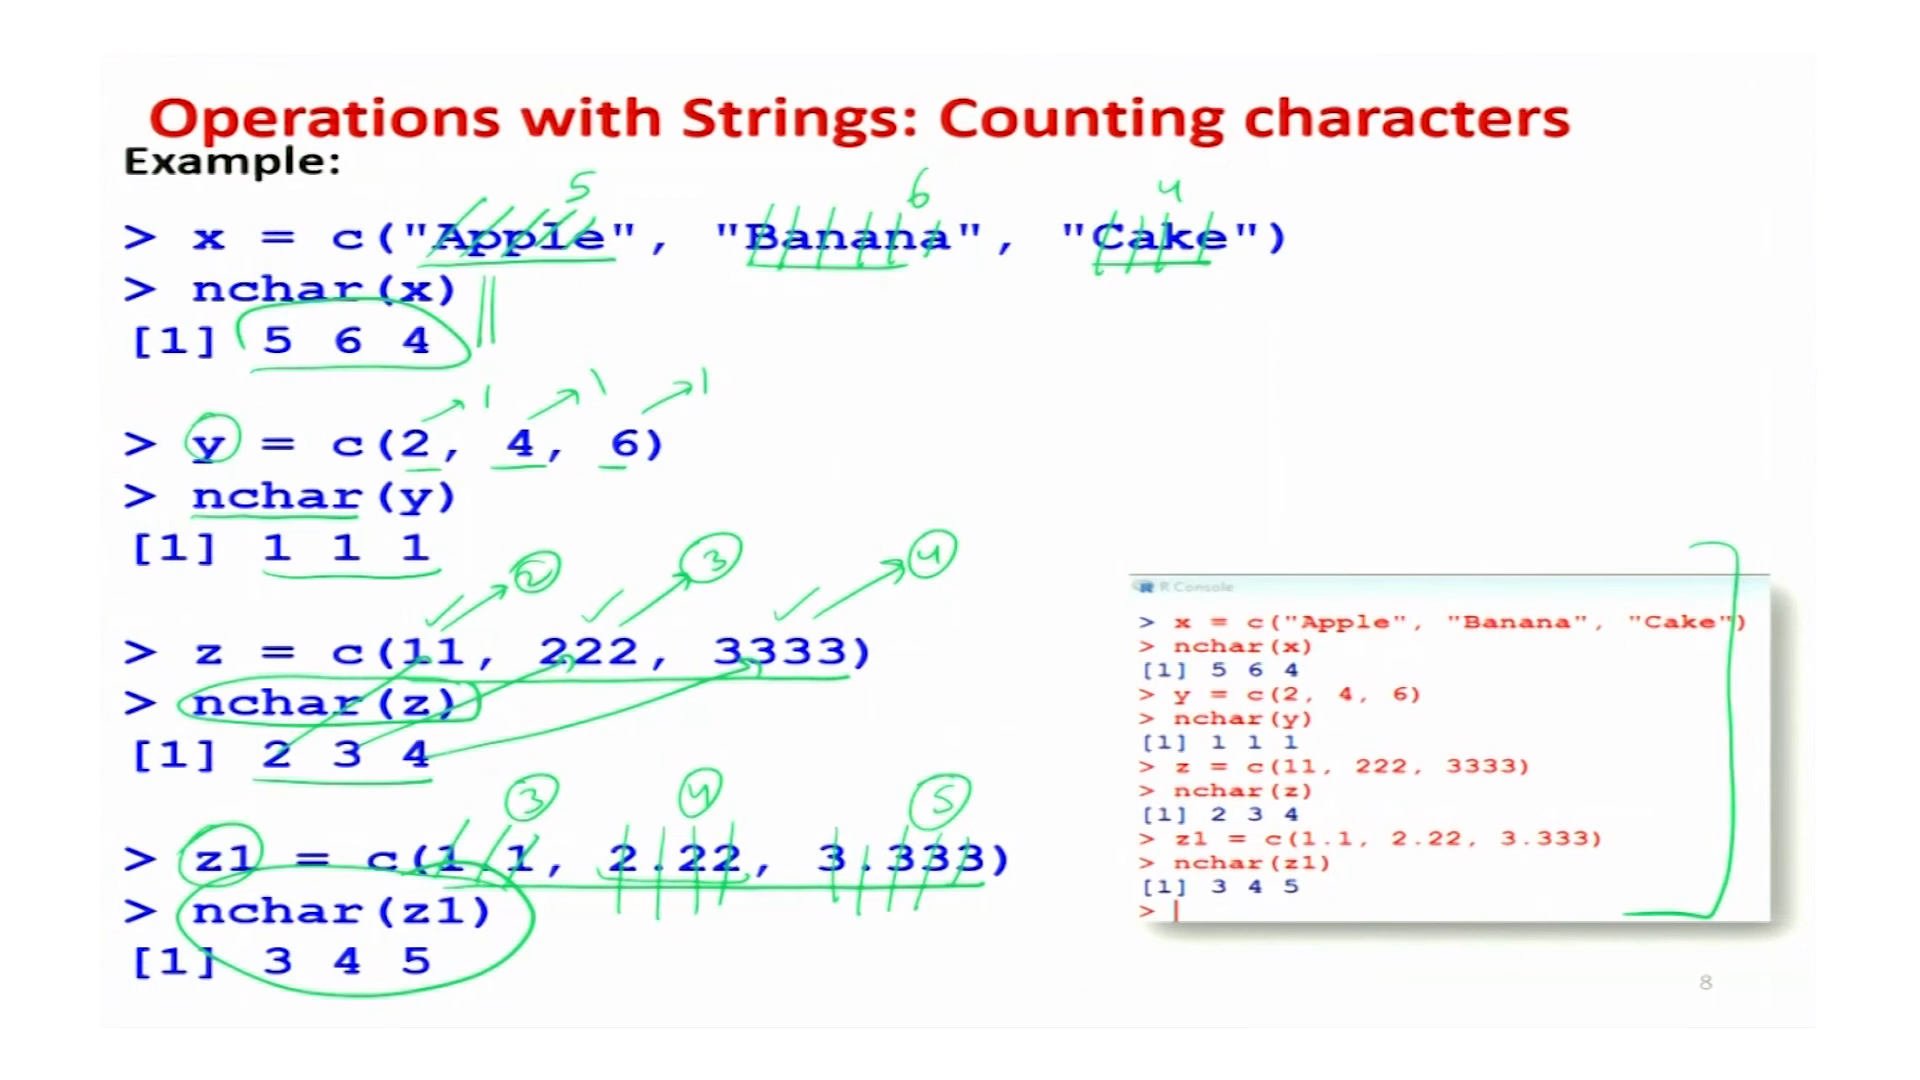 Operations with Strings: Counting characters
Example:
5 6 4
> x = c("Apple", "Banana", "Cake")
> nchar(x)
[1] 5 6 4
1 1 1
> y = c(2, 4, 6)
> nchar(y)
[1] 1 1 1
2 3 4
> z = c(11, 222, 3333)
> nchar(z)
[1] 2 3 4
3 4 5
> z1 = c(1.1, 2.22, 3.333)
> nchar(z1)
[1] 3 4 5
R Console
> x = c("Apple", "Banana", "Cake")
> nchar(x)
[1] 5 6 4
> y = c(2, 4, 6)
> nchar(y)
[1] 1 1 1
> z = c(11, 222, 3333)
> nchar(z)
[1] 2 3 4
> z1 = c(1.1, 2.22, 3.333)
> nchar(z1)
[1] 3 4 5
>
8